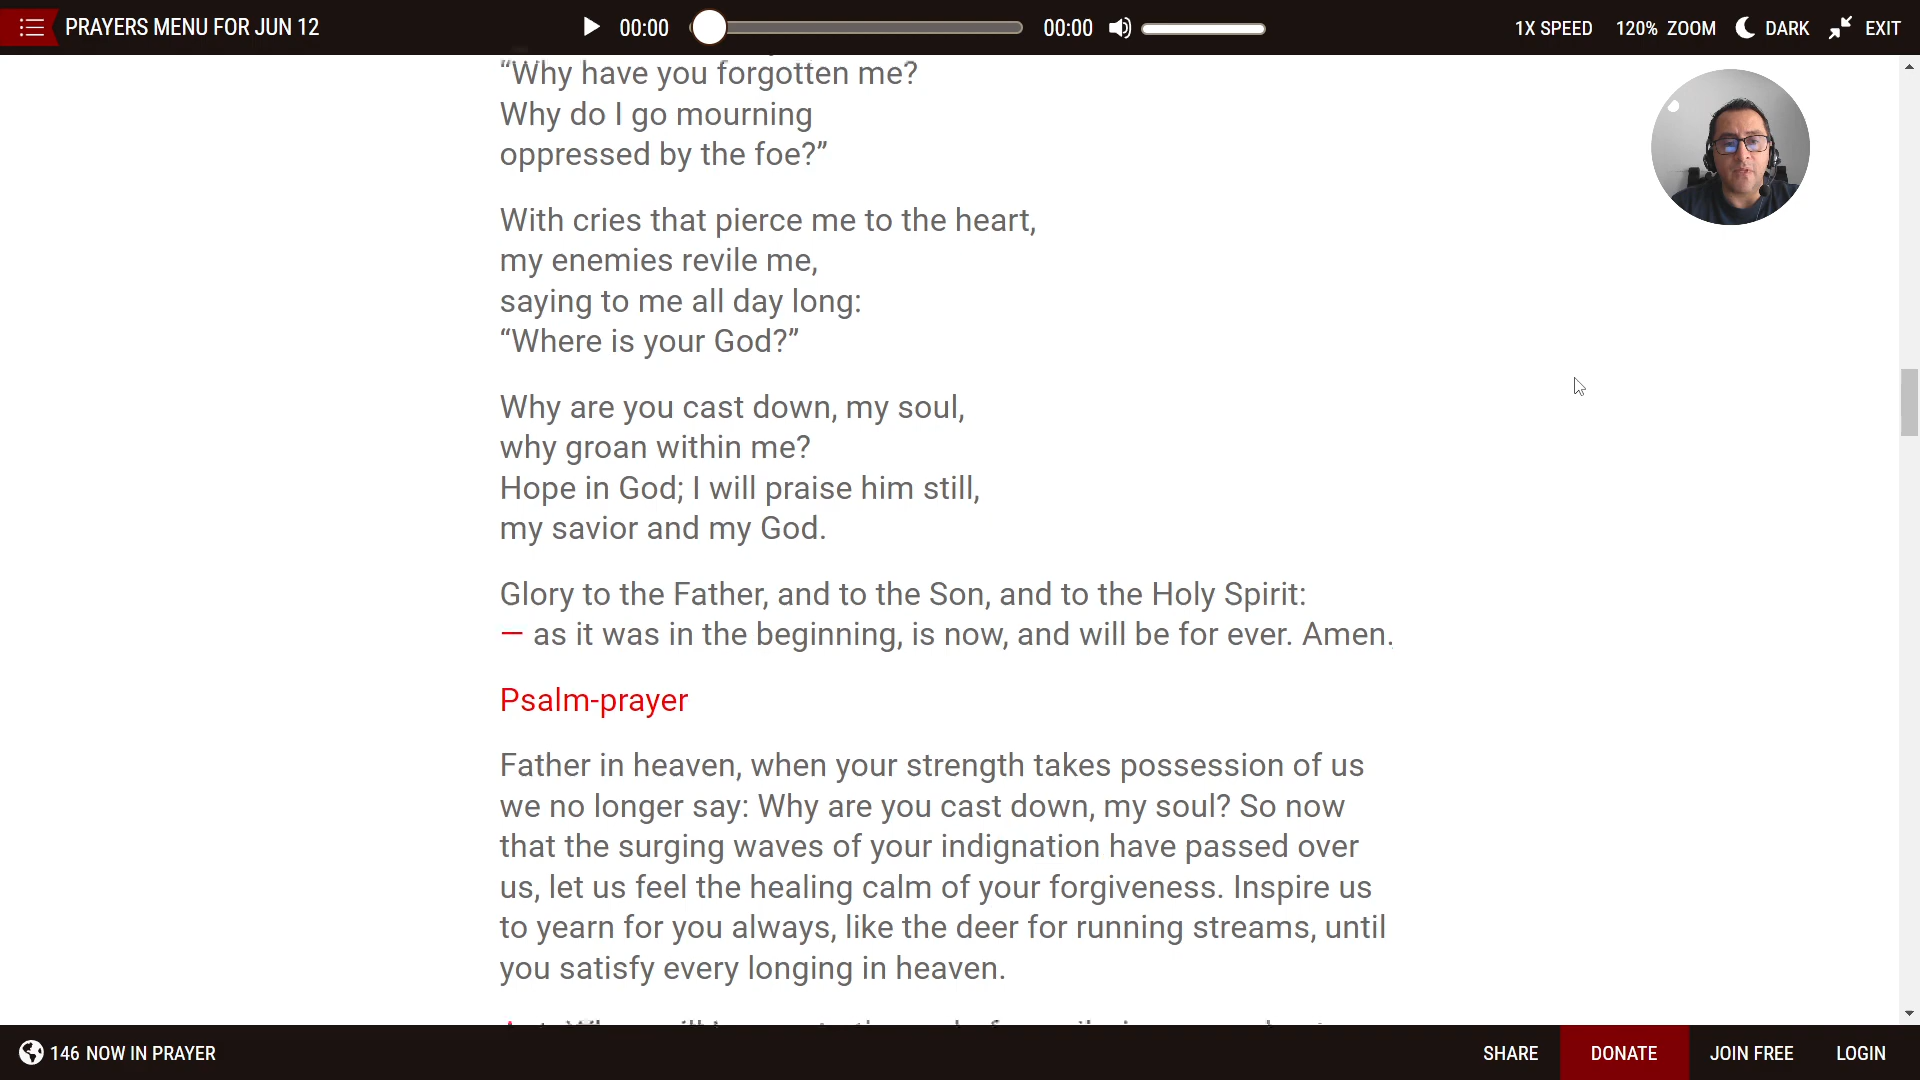 PRAYERS MENU FOR JUN 12
00:00
00:00
1X SPEED
120% ZOOM
DARK
EXIT
“Why have you forgotten me?
Why do I go mourning
oppressed by the foe?”
With cries that pierce me to the heart,
my enemies revile me,
saying to me all day long:
“Where is your God?”
Why are you cast down, my soul,
why groan within me?
Hope in God; I will praise him still,
my savior and my God.
Glory to the Father, and to the Son, and to the Holy Spirit:
— as it was in the beginning, is now, and will be for ever. Amen.
Psalm-prayer
Father in heaven, when your strength takes possession of us
we no longer say: Why are you cast down, my soul? So now
that the surging waves of your indignation have passed over
us, let us feel the healing calm of your forgiveness. Inspire us
to yearn for you always, like the deer for running streams, until
you satisfy every longing in heaven.
146 NOW IN PRAYER
SHARE
DONATE
JOIN FREE
LOGIN